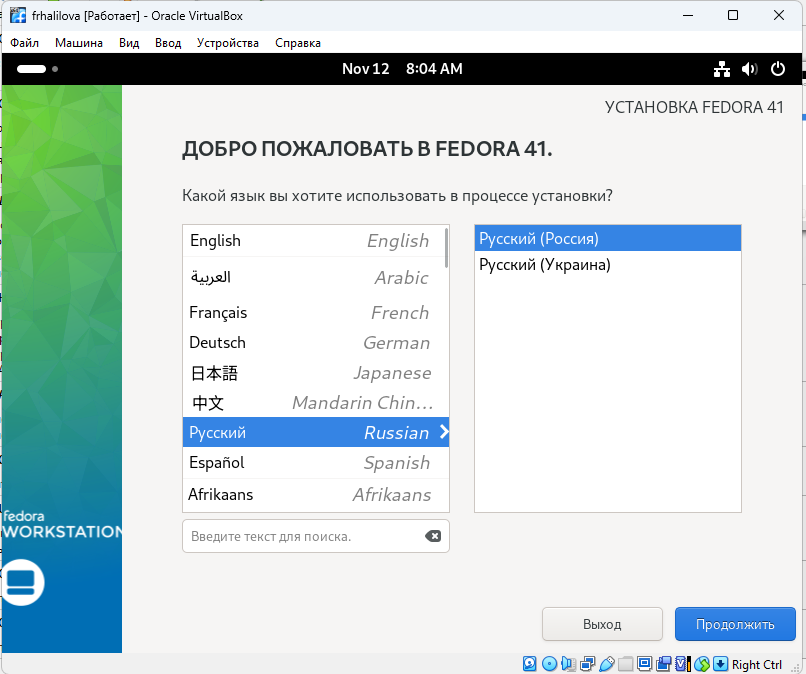 frhalilova [Работает] - Oracle VirtualBox
Файл Машина Вид Ввод Устройства Справка
Nov 12 8:04 AM
УСТАНОВКА FEDORA 41
ДОБРО ПОЖАЛОВАТЬ В FEDORA 41.
Какой язык вы хотите использовать в процессе установки?
English English
العربية Arabic
Français French
Deutsch German
日本語 Japanese
中文 Mandarin Chin...
Русский Russian
Español Spanish
Afrikaans Afrikaans
Русский (Россия)
Русский (Украина)
Введите текст для поиска.
fedora
WORKSTATION
Выход Продолжить
Right Ctrl